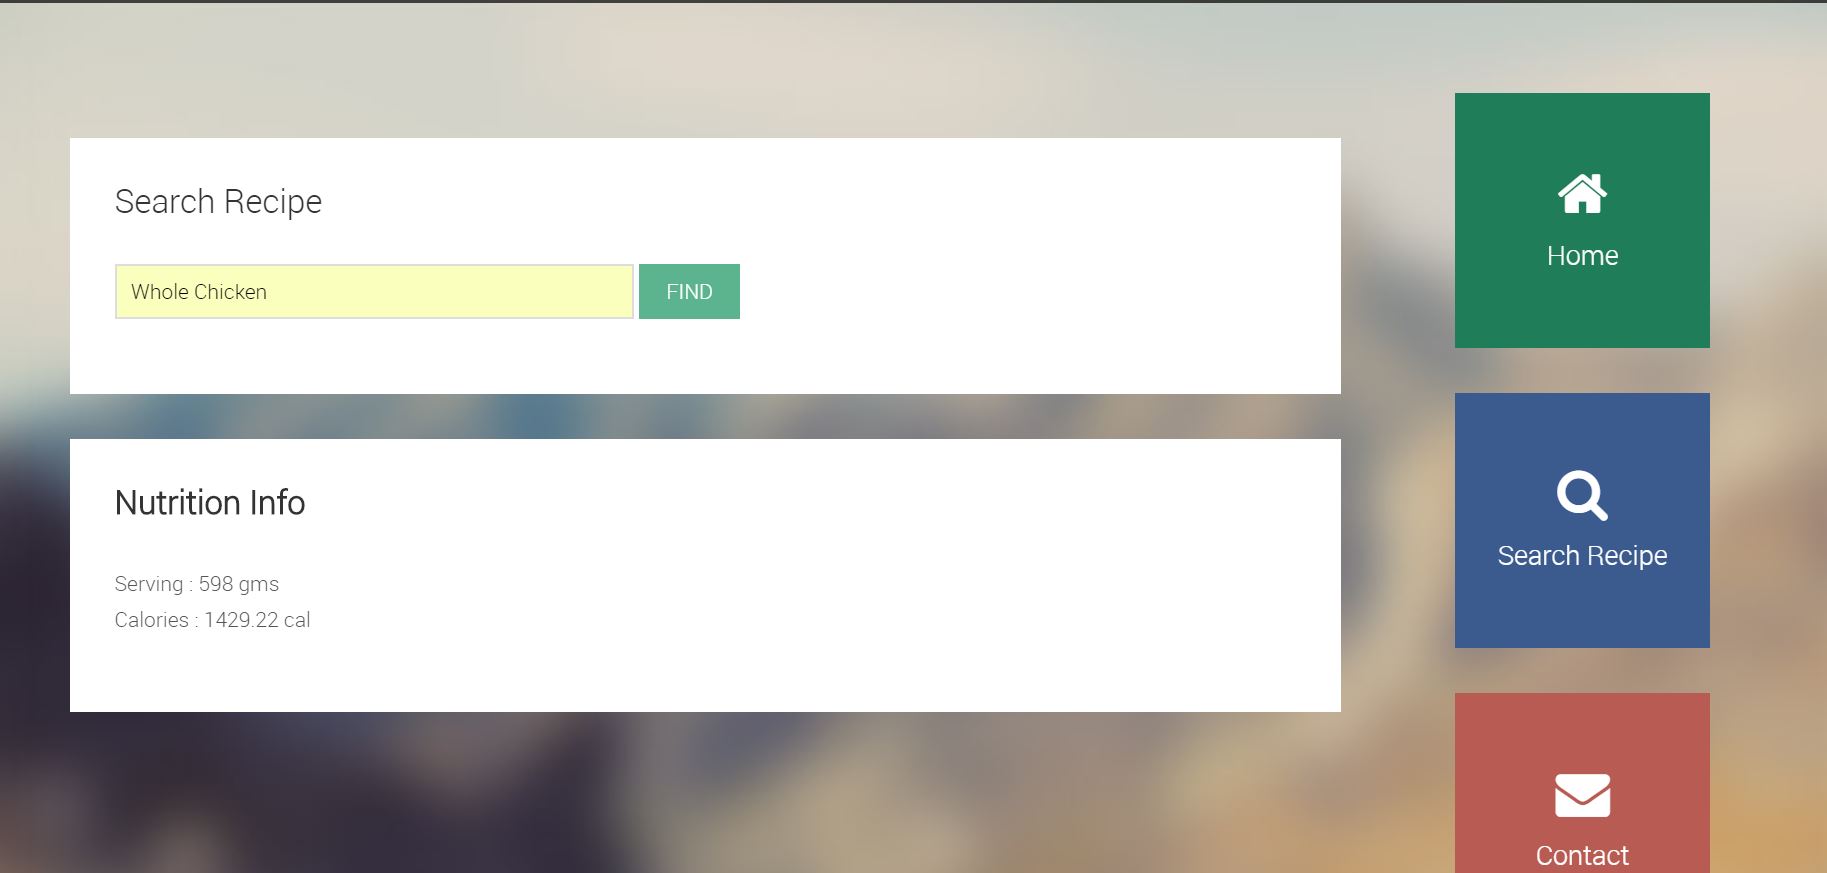 Search Recipe
Whole Chicken
FIND
Nutrition Info
Serving : 598 gms
Calories : 1429.22 cal
Home
Search Recipe
Contact